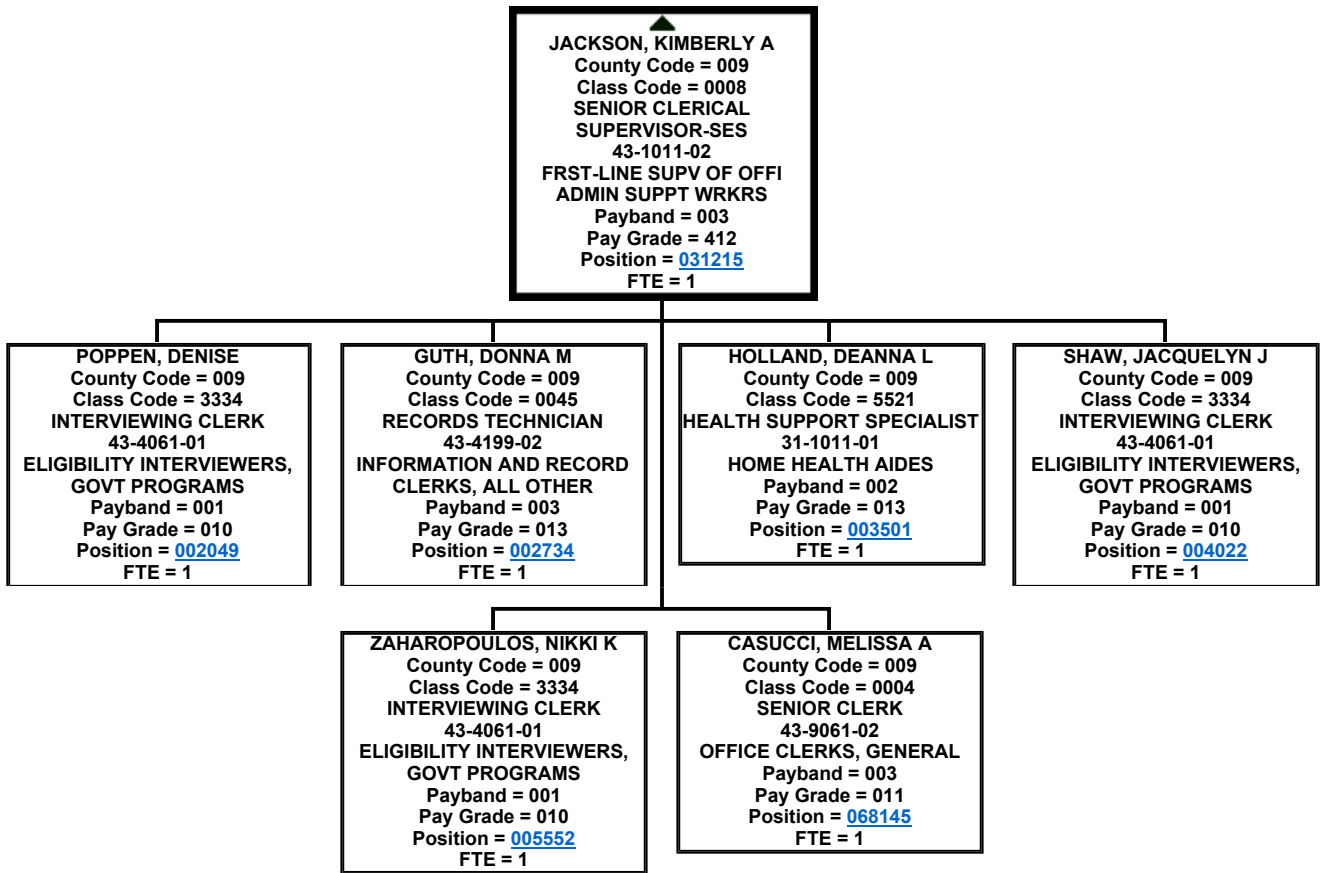 JACKSON, KIMBERLY A
County Code = 009
Class Code = 0008
SENIOR CLERICAL
SUPERVISOR-SES
43-1011-02
FRST-LINE SUPV OF OFFI
ADMIN SUPPT WRKRS
Payband = 003
Pay Grade = 412
Position = 031215
FTE = 1
POPPEN, DENISE
County Code = 009
Class Code = 3334
INTERVIEWING CLERK
43-4061-01
ELIGIBILITY INTERVIEWERS,
GOVT PROGRAMS
Payband = 001
Pay Grade = 010
Position = 002049
FTE = 1
GUTH, DONNA M
County Code = 009
Class Code = 0045
RECORDS TECHNICIAN
43-4199-02
INFORMATION AND RECORD
CLERKS, ALL OTHER
Payband = 003
Pay Grade = 013
Position = 002734
FTE = 1
HOLLAND, DEANNA L
County Code = 009
Class Code = 5521
HEALTH SUPPORT SPECIALIST
31-1011-01
HOME HEALTH AIDES
Payband = 002
Pay Grade = 013
Position = 003501
FTE = 1
SHAW, JACQUELYN J
County Code = 009
Class Code = 3334
INTERVIEWING CLERK
43-4061-01
ELIGIBILITY INTERVIEWERS,
GOVT PROGRAMS
Payband = 001
Pay Grade = 010
Position = 004022
FTE = 1
ZAHAROPOULOS, NIKKI K
County Code = 009
Class Code = 3334
INTERVIEWING CLERK
43-4061-01
ELIGIBILITY INTERVIEWERS,
GOVT PROGRAMS
Payband = 001
Pay Grade = 010
Position = 005552
FTE = 1
CASUCCI, MELISSA A
County Code = 009
Class Code = 0004
SENIOR CLERK
43-9061-02
OFFICE CLERKS, GENERAL
Payband = 003
Pay Grade = 011
Position = 068145
FTE = 1